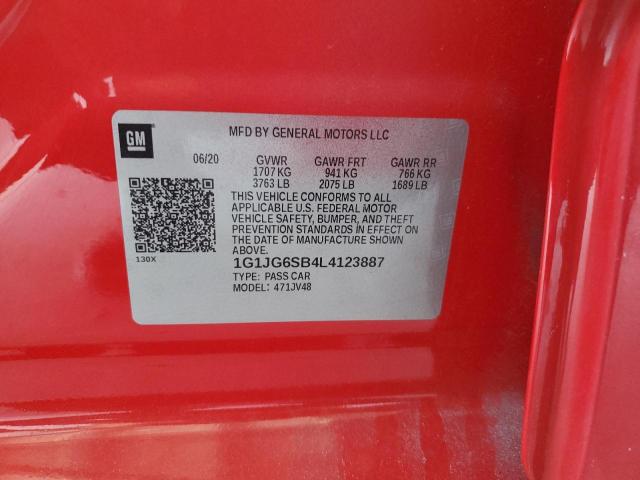 GM
MFD BY GENERAL MOTORS LLC
06/20 GVWR GAWR FRT GAWR RR
1707 KG 941 KG 766 KG
3763 LB 2075 LB 1689 LB
THIS VEHICLE CONFORMS TO ALL
APPLICABLE U.S. FEDERAL MOTOR
VEHICLE SAFETY, BUMPER, AND THEFT
PREVENTION STANDARDS IN EFFECT ON
THE DATE OF MANUFACTURE SHOWN
ABOVE.
130X
1G1JG6SB4L4123887
TYPE: PASS CAR
MODEL: 471JV48